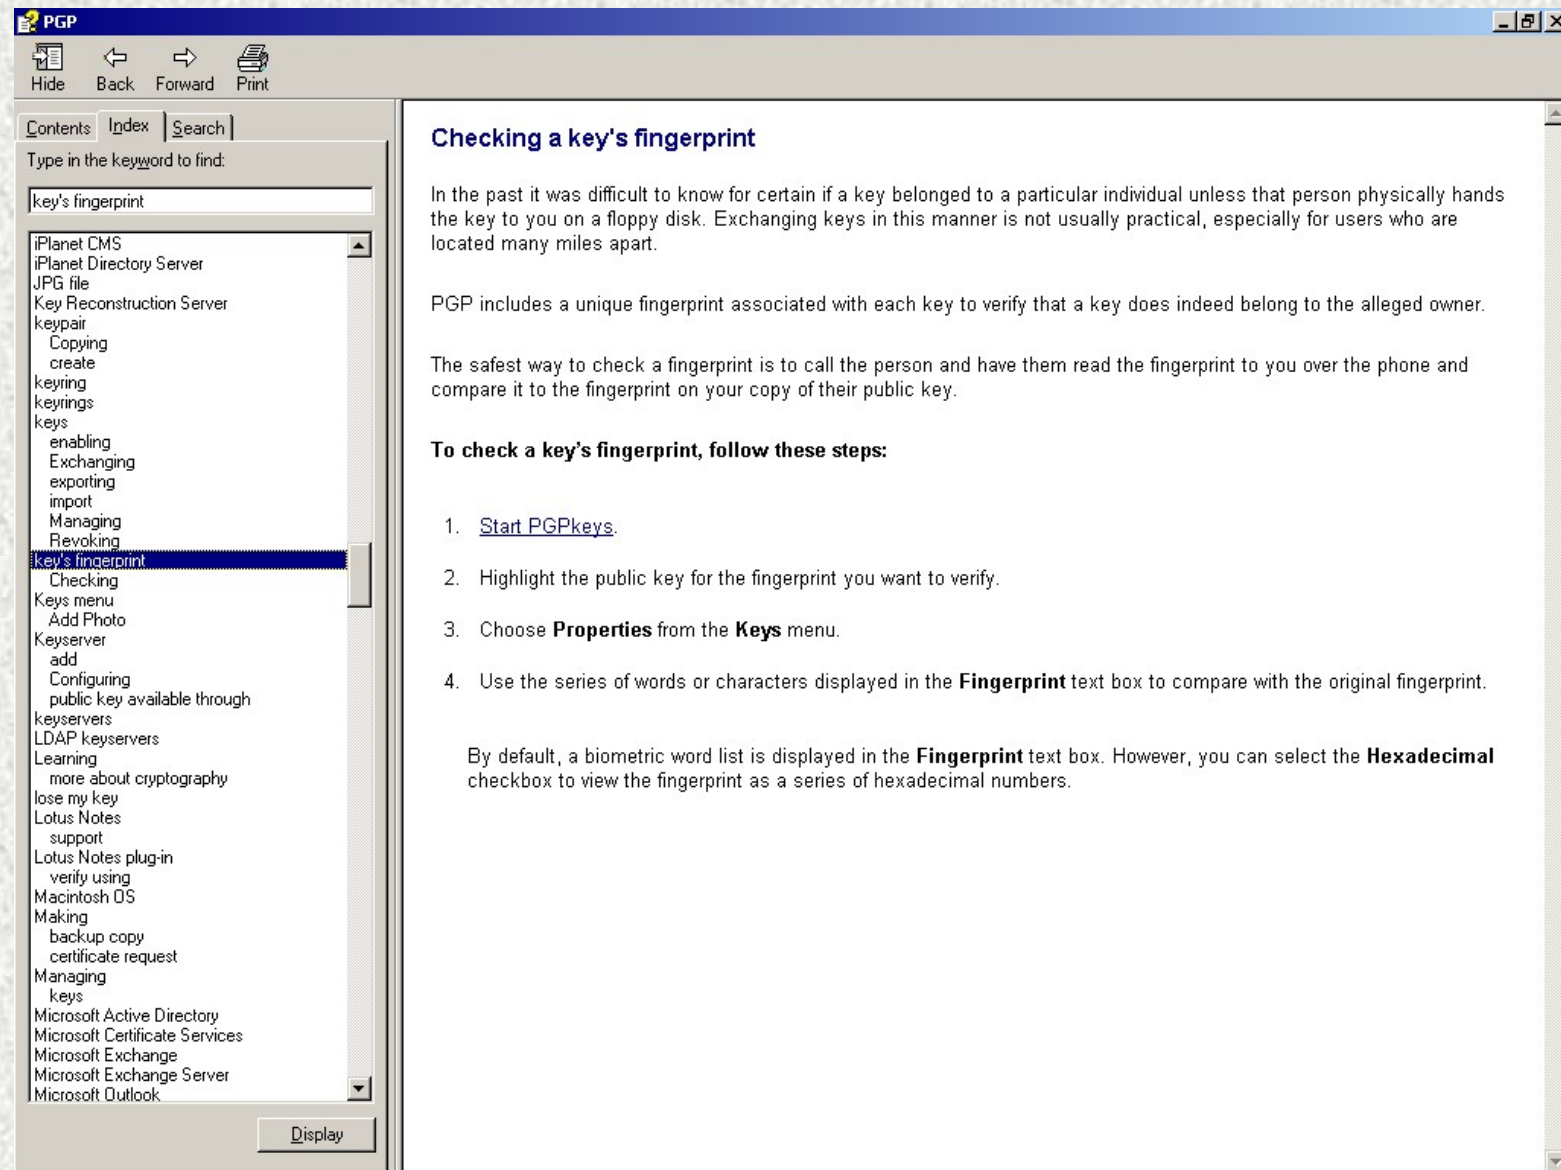 PGP
Hide Back Forward Print
Contents Index Search
Type in the keyword to find:
key's fingerprint
iPlanet CMS
iPlanet Directory Server
JPG file
Key Reconstruction Server
keypair
Copying
create
keyring
keyrings
keys
enabling
Exchanging
exporting
import
Managing
Revoking
key's fingerprint
Checking
Keys menu
Add Photo
Keyserver
add
Configuring
public key available through
keyservers
LDAP keyservers
Learning
more about cryptography
lose my key
Lotus Notes
support
Lotus Notes plug-in
verify using
Macintosh OS
Making
backup copy
certificate request
Managing
keys
Microsoft Active Directory
Microsoft Certificate Services
Microsoft Exchange
Microsoft Exchange Server
Microsoft Outlook
Display
Checking a key's fingerprint
In the past it was difficult to know for certain if a key belonged to a particular individual unless that person physically hands
the key to you on a floppy disk. Exchanging keys in this manner is not usually practical, especially for users who are
located many miles apart.
PGP includes a unique fingerprint associated with each key to verify that a key does indeed belong to the alleged owner.
The safest way to check a fingerprint is to call the person and have them read the fingerprint to you over the phone and
compare it to the fingerprint on your copy of their public key.
To check a key’s fingerprint, follow these steps:
1. Start PGPkeys.
2. Highlight the public key for the fingerprint you want to verify.
3. Choose Properties from the Keys menu.
4. Use the series of words or characters displayed in the Fingerprint text box to compare with the original fingerprint.
By default, a biometric word list is displayed in the Fingerprint text box. However, you can select the Hexadecimal
checkbox to view the fingerprint as a series of hexadecimal numbers.